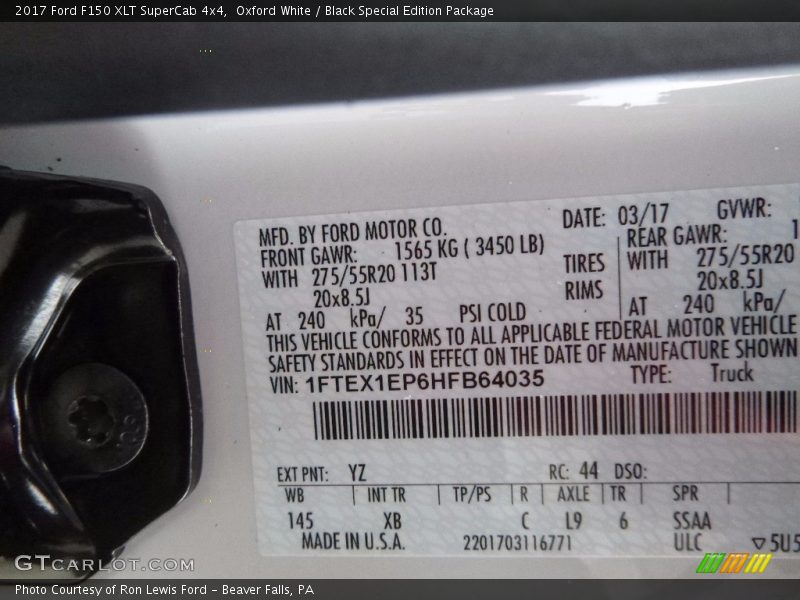 2017 Ford F150 XLT SuperCab 4x4,  Oxford White / Black Special Edition Package
MFD. BY FORD MOTOR CO. DATE: 03/17 GVWR:
FRONT GAWR: 1565 KG ( 3450 LB) REAR GAWR: 1
WITH 275/55R20 113T TIRES WITH 275/55R20
20x8.5J RIMS 20x8.5J
AT 240 kPa/ 35 PSI COLD AT 240 kPa/
THIS VEHICLE CONFORMS TO ALL APPLICABLE FEDERAL MOTOR VEHICLE
SAFETY STANDARDS IN EFFECT ON THE DATE OF MANUFACTURE SHOWN
VIN: 1FTEX1EP6HFB64035 TYPE: Truck
EXT PNT: YZ RC: 44 DSO:
WB INT TR TP/PS R AXLE TR SPR
145 XB C L9 6 SSAA
MADE IN U.S.A. 2201703116771 ULC ▽5U5
GTCarLot.com
Photo Courtesy of Ron Lewis Ford - Beaver Falls, PA